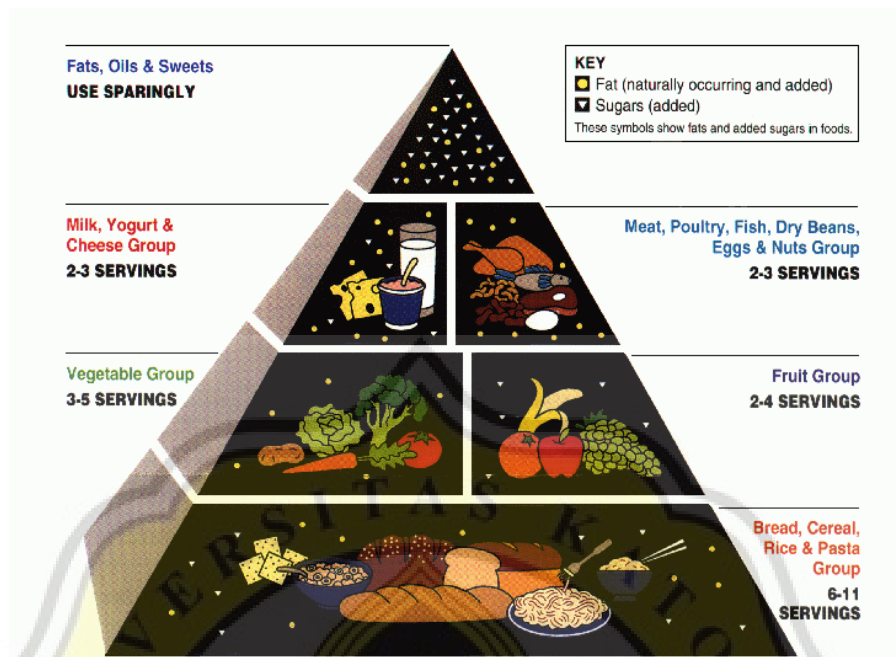 Fats, Oils & Sweets
USE SPARINGLY
KEY
Fat (naturally occurring and added)
Sugars (added)
These symbols show fats and added sugars in foods.
Milk, Yogurt &
Cheese Group
2-3 SERVINGS
Meat, Poultry, Fish, Dry Beans,
Eggs & Nuts Group
2-3 SERVINGS
Vegetable Group
3-5 SERVINGS
Fruit Group
2-4 SERVINGS
Bread, Cereal,
Rice & Pasta
Group
6-11
SERVINGS
VERSITAS KATO